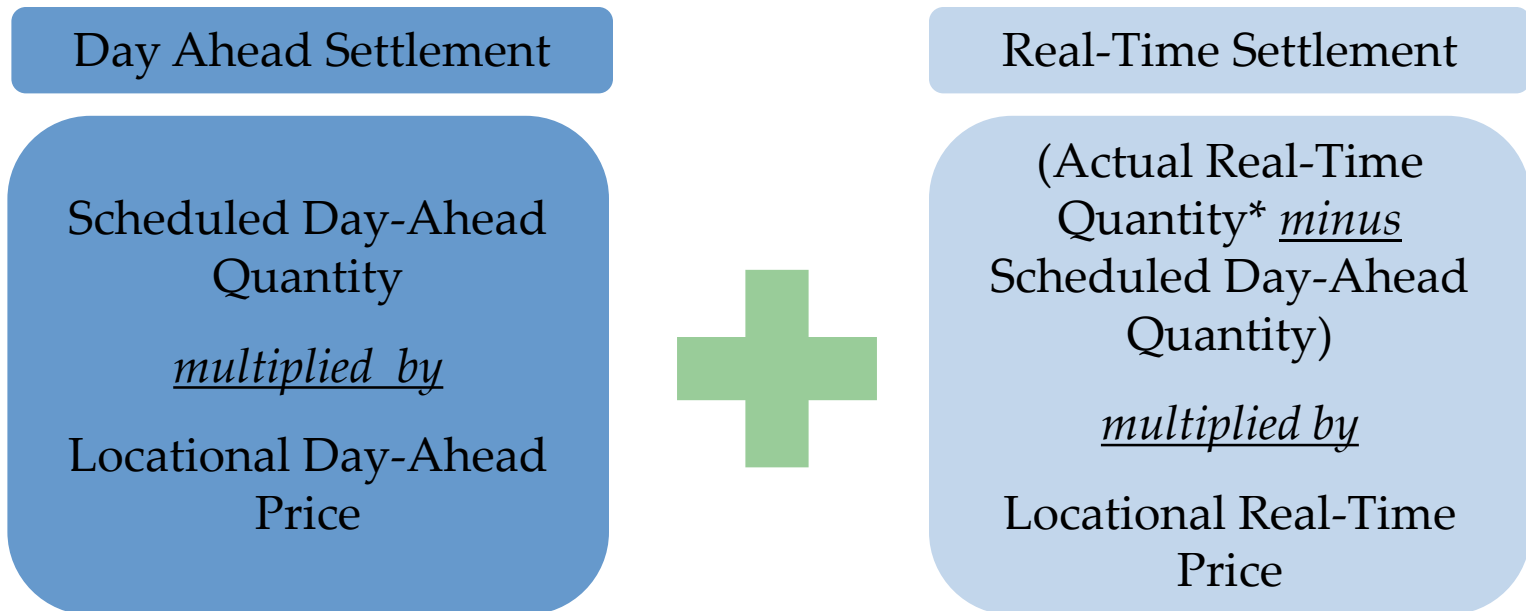 Day Ahead Settlement
Scheduled Day-Ahead
Quantity
multiplied by
Locational Day-Ahead
Price
Real-Time Settlement
(Actual Real-Time
Quantity* minus
Scheduled Day-Ahead
Quantity)
multiplied by
Locational Real-Time
Price